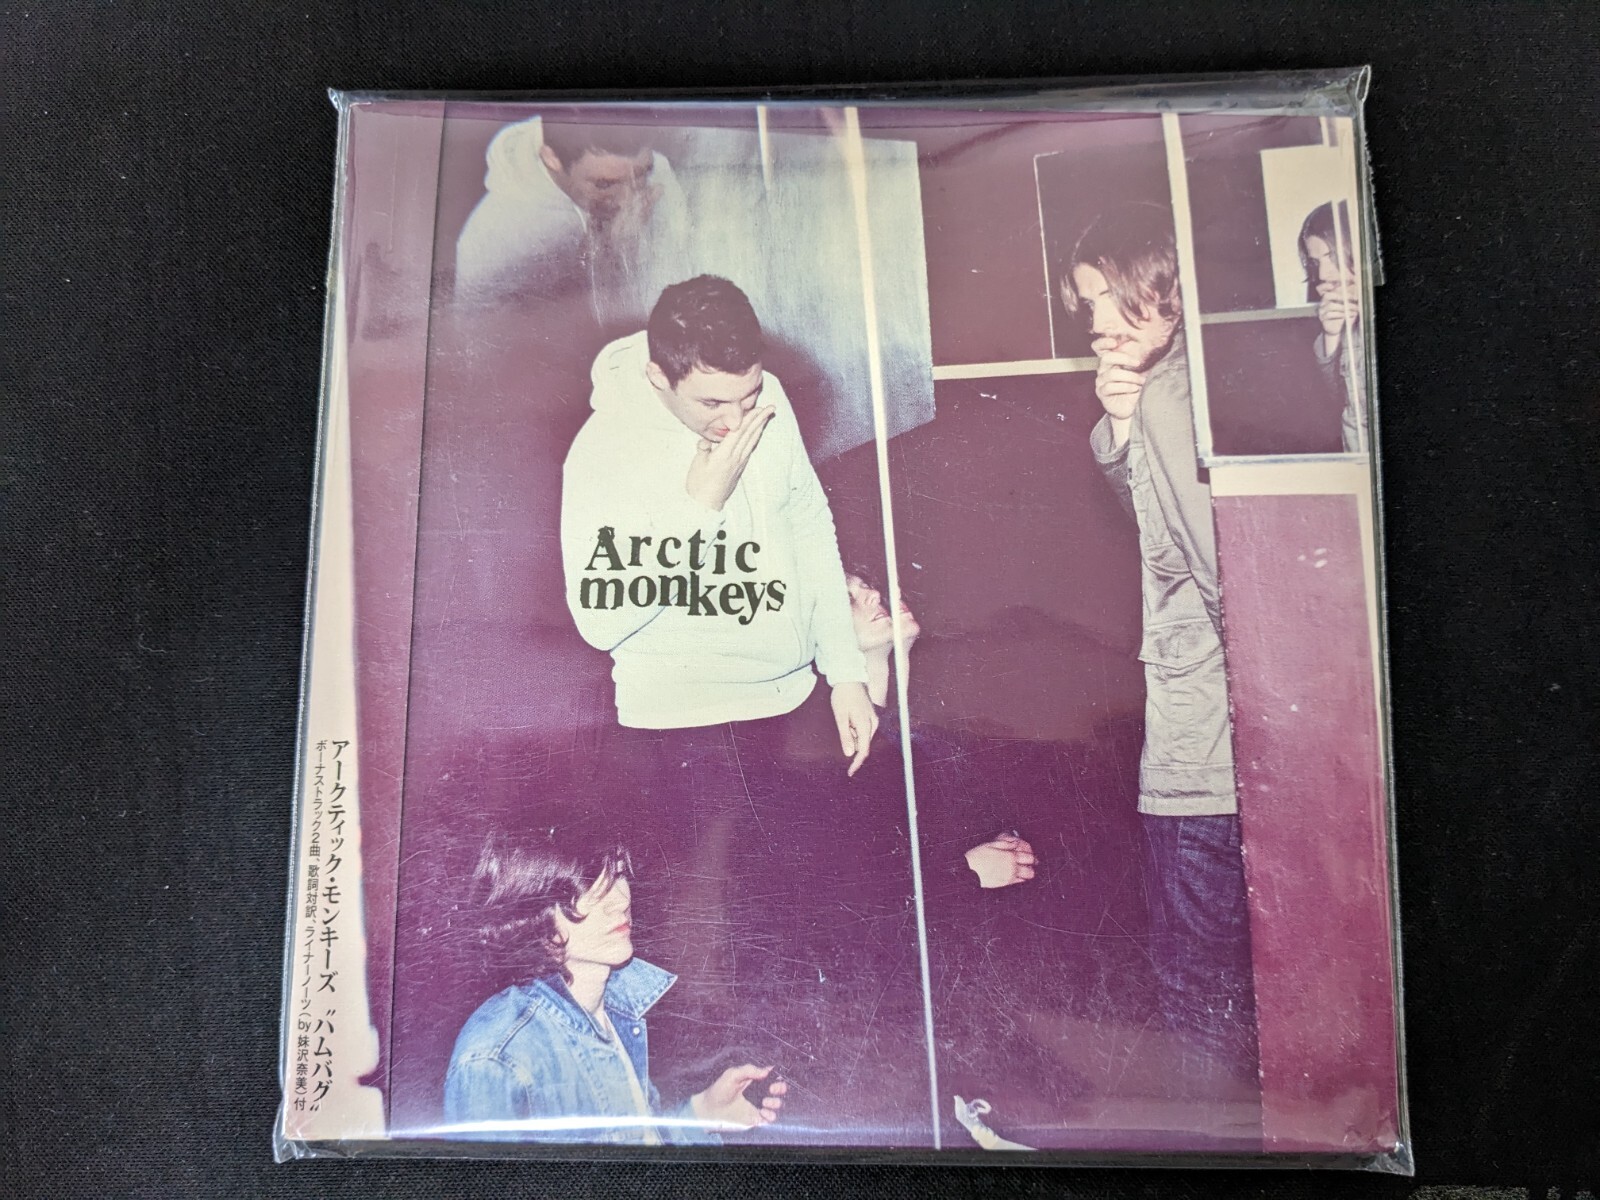 Arctic
monkeys
アークティック・モンキーズ “ハムバグ”
ボーナストラック2曲、歌詞対訳、ライナーノーツ(by 妹沢奈美)付